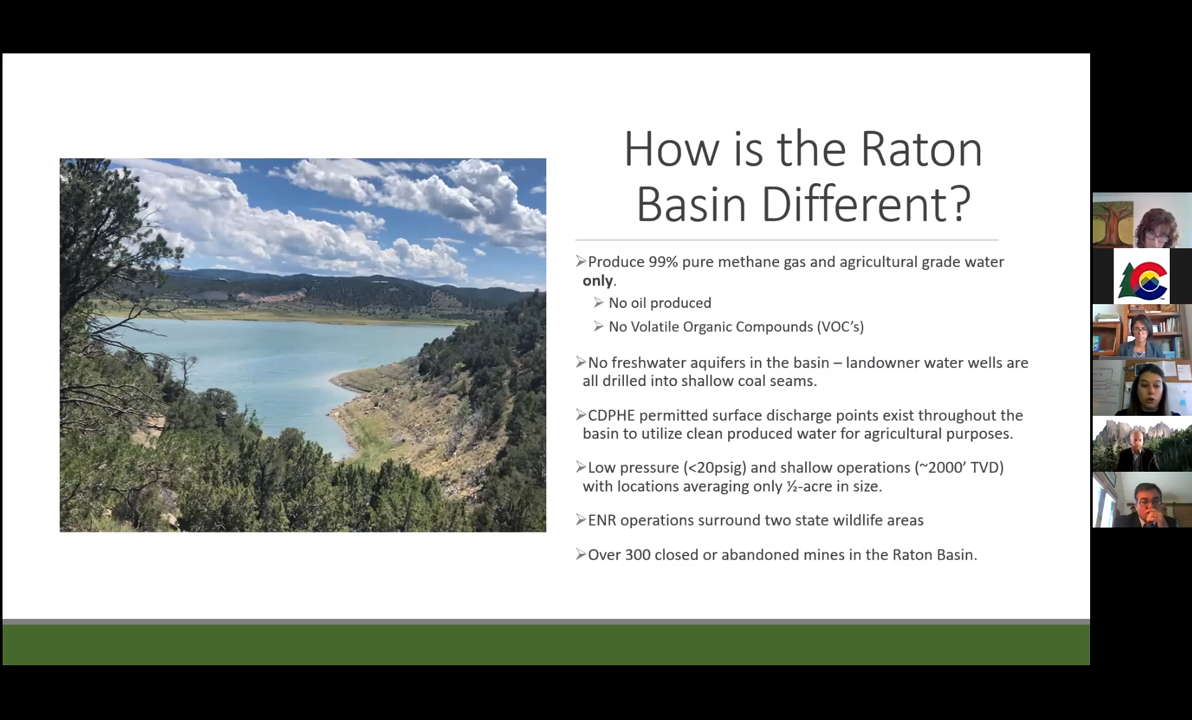 How is the Raton
Basin Different?
Produce 99% pure methane gas and agricultural grade water
only.
No oil produced
No Volatile Organic Compounds (VOC's)
No freshwater aquifers in the basin – landowner water wells are
all drilled into shallow coal seams.
CDPHE permitted surface discharge points exist throughout the
basin to utilize clean produced water for agricultural purposes.
Low pressure (<20psig) and shallow operations (~2000' TVD)
with locations averaging only ½-acre in size.
ENR operations surround two state wildlife areas
Over 300 closed or abandoned mines in the Raton Basin.